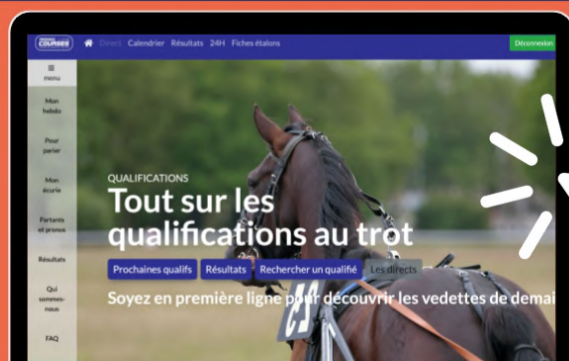 COURSES
Direct Calendrier Résultats 24H Fiches étalons
Déconnexion
menu
Mon
hebdo
Pour
parier
Mon
écurie
Partants
et pronos
Résultats
Qui
sommes-
nous
FAQ
QUALIFICATIONS
Tout sur les
qualifications au trot
Prochaines qualifs Résultats Rechercher un qualifié Les directs
Soyez en première ligne pour découvrir les vedettes de demai